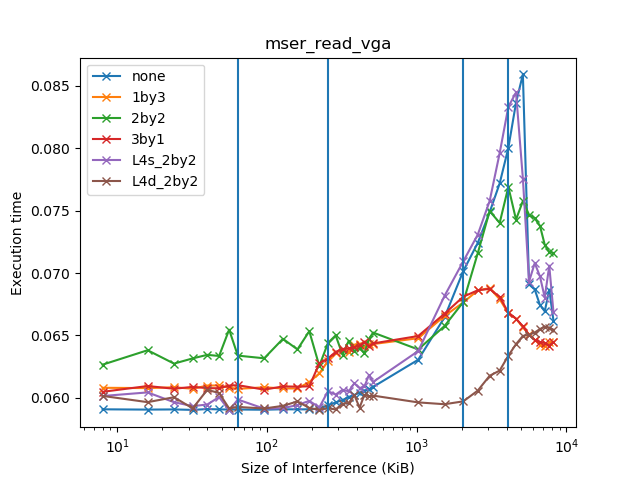 mser_read_vga
none
1by3
2by2
3by1
L4s_2by2
L4d_2by2
Execution time
0.085
0.080
0.075
0.070
0.065
0.060
10¹ 10² 10³ 10⁴
Size of Interference (KiB)